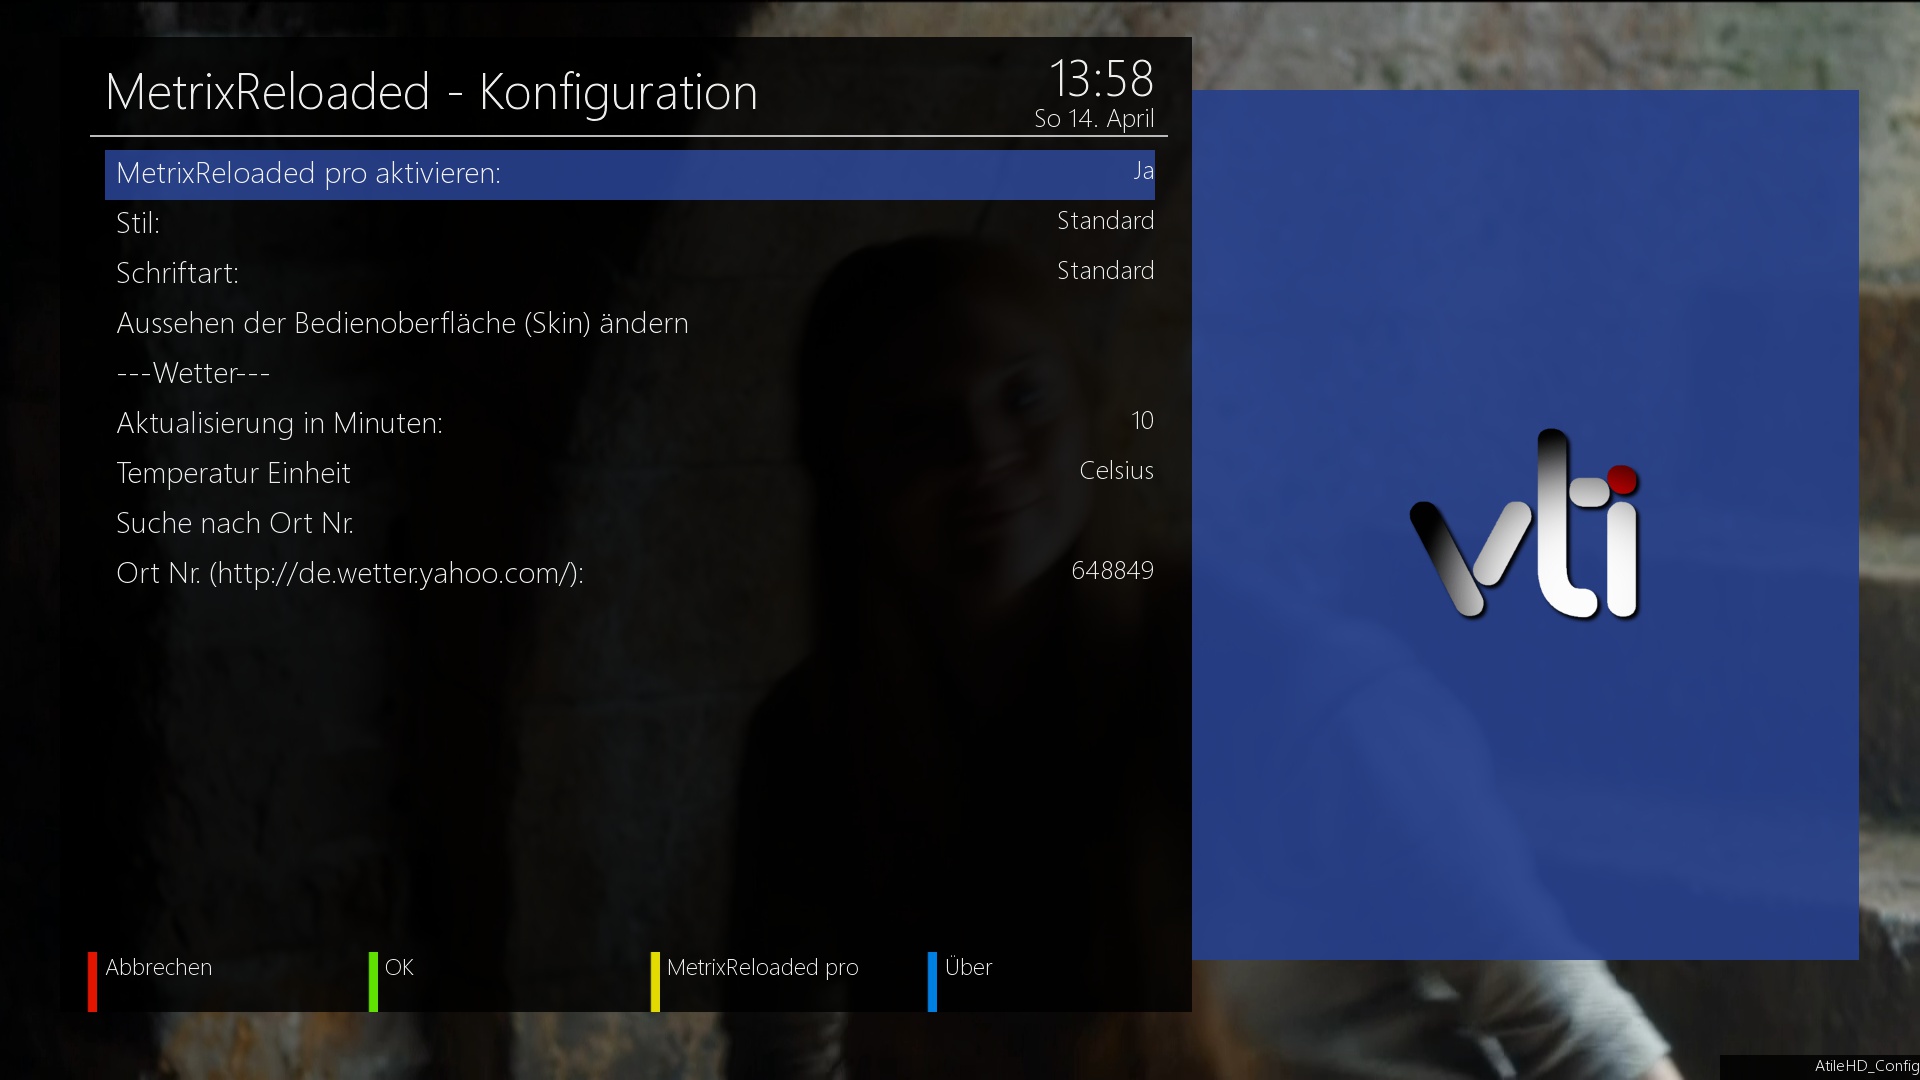 MetrixReloaded - Konfiguration
13:58
So 14. April
MetrixReloaded pro aktivieren: Ja
Stil: Standard
Schriftart: Standard
Aussehen der Bedienoberfläche (Skin) ändern
---Wetter---
Aktualisierung in Minuten: 10
Temperatur Einheit Celsius
Suche nach Ort Nr.
Ort Nr. (http://de.wetter.yahoo.com/): 648849
vti
Abbrechen OK MetrixReloaded pro Über
AtileHD_Config